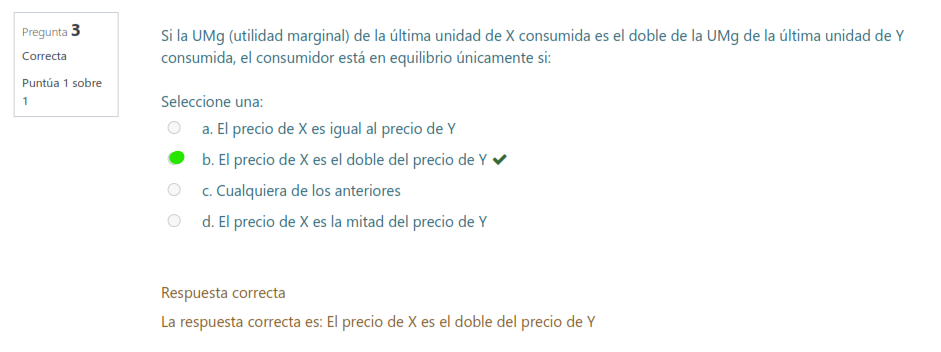 Pregunta 3
Correcta
Puntúa 1 sobre
1
Si la UMg (utilidad marginal) de la última unidad de X consumida es el doble de la UMg de la última unidad de Y
consumida, el consumidor está en equilibrio únicamente si:
Seleccione una:
a. El precio de X es igual al precio de Y
b. El precio de X es el doble del precio de Y ✔
c. Cualquiera de los anteriores
d. El precio de X es la mitad del precio de Y
Respuesta correcta
La respuesta correcta es: El precio de X es el doble del precio de Y